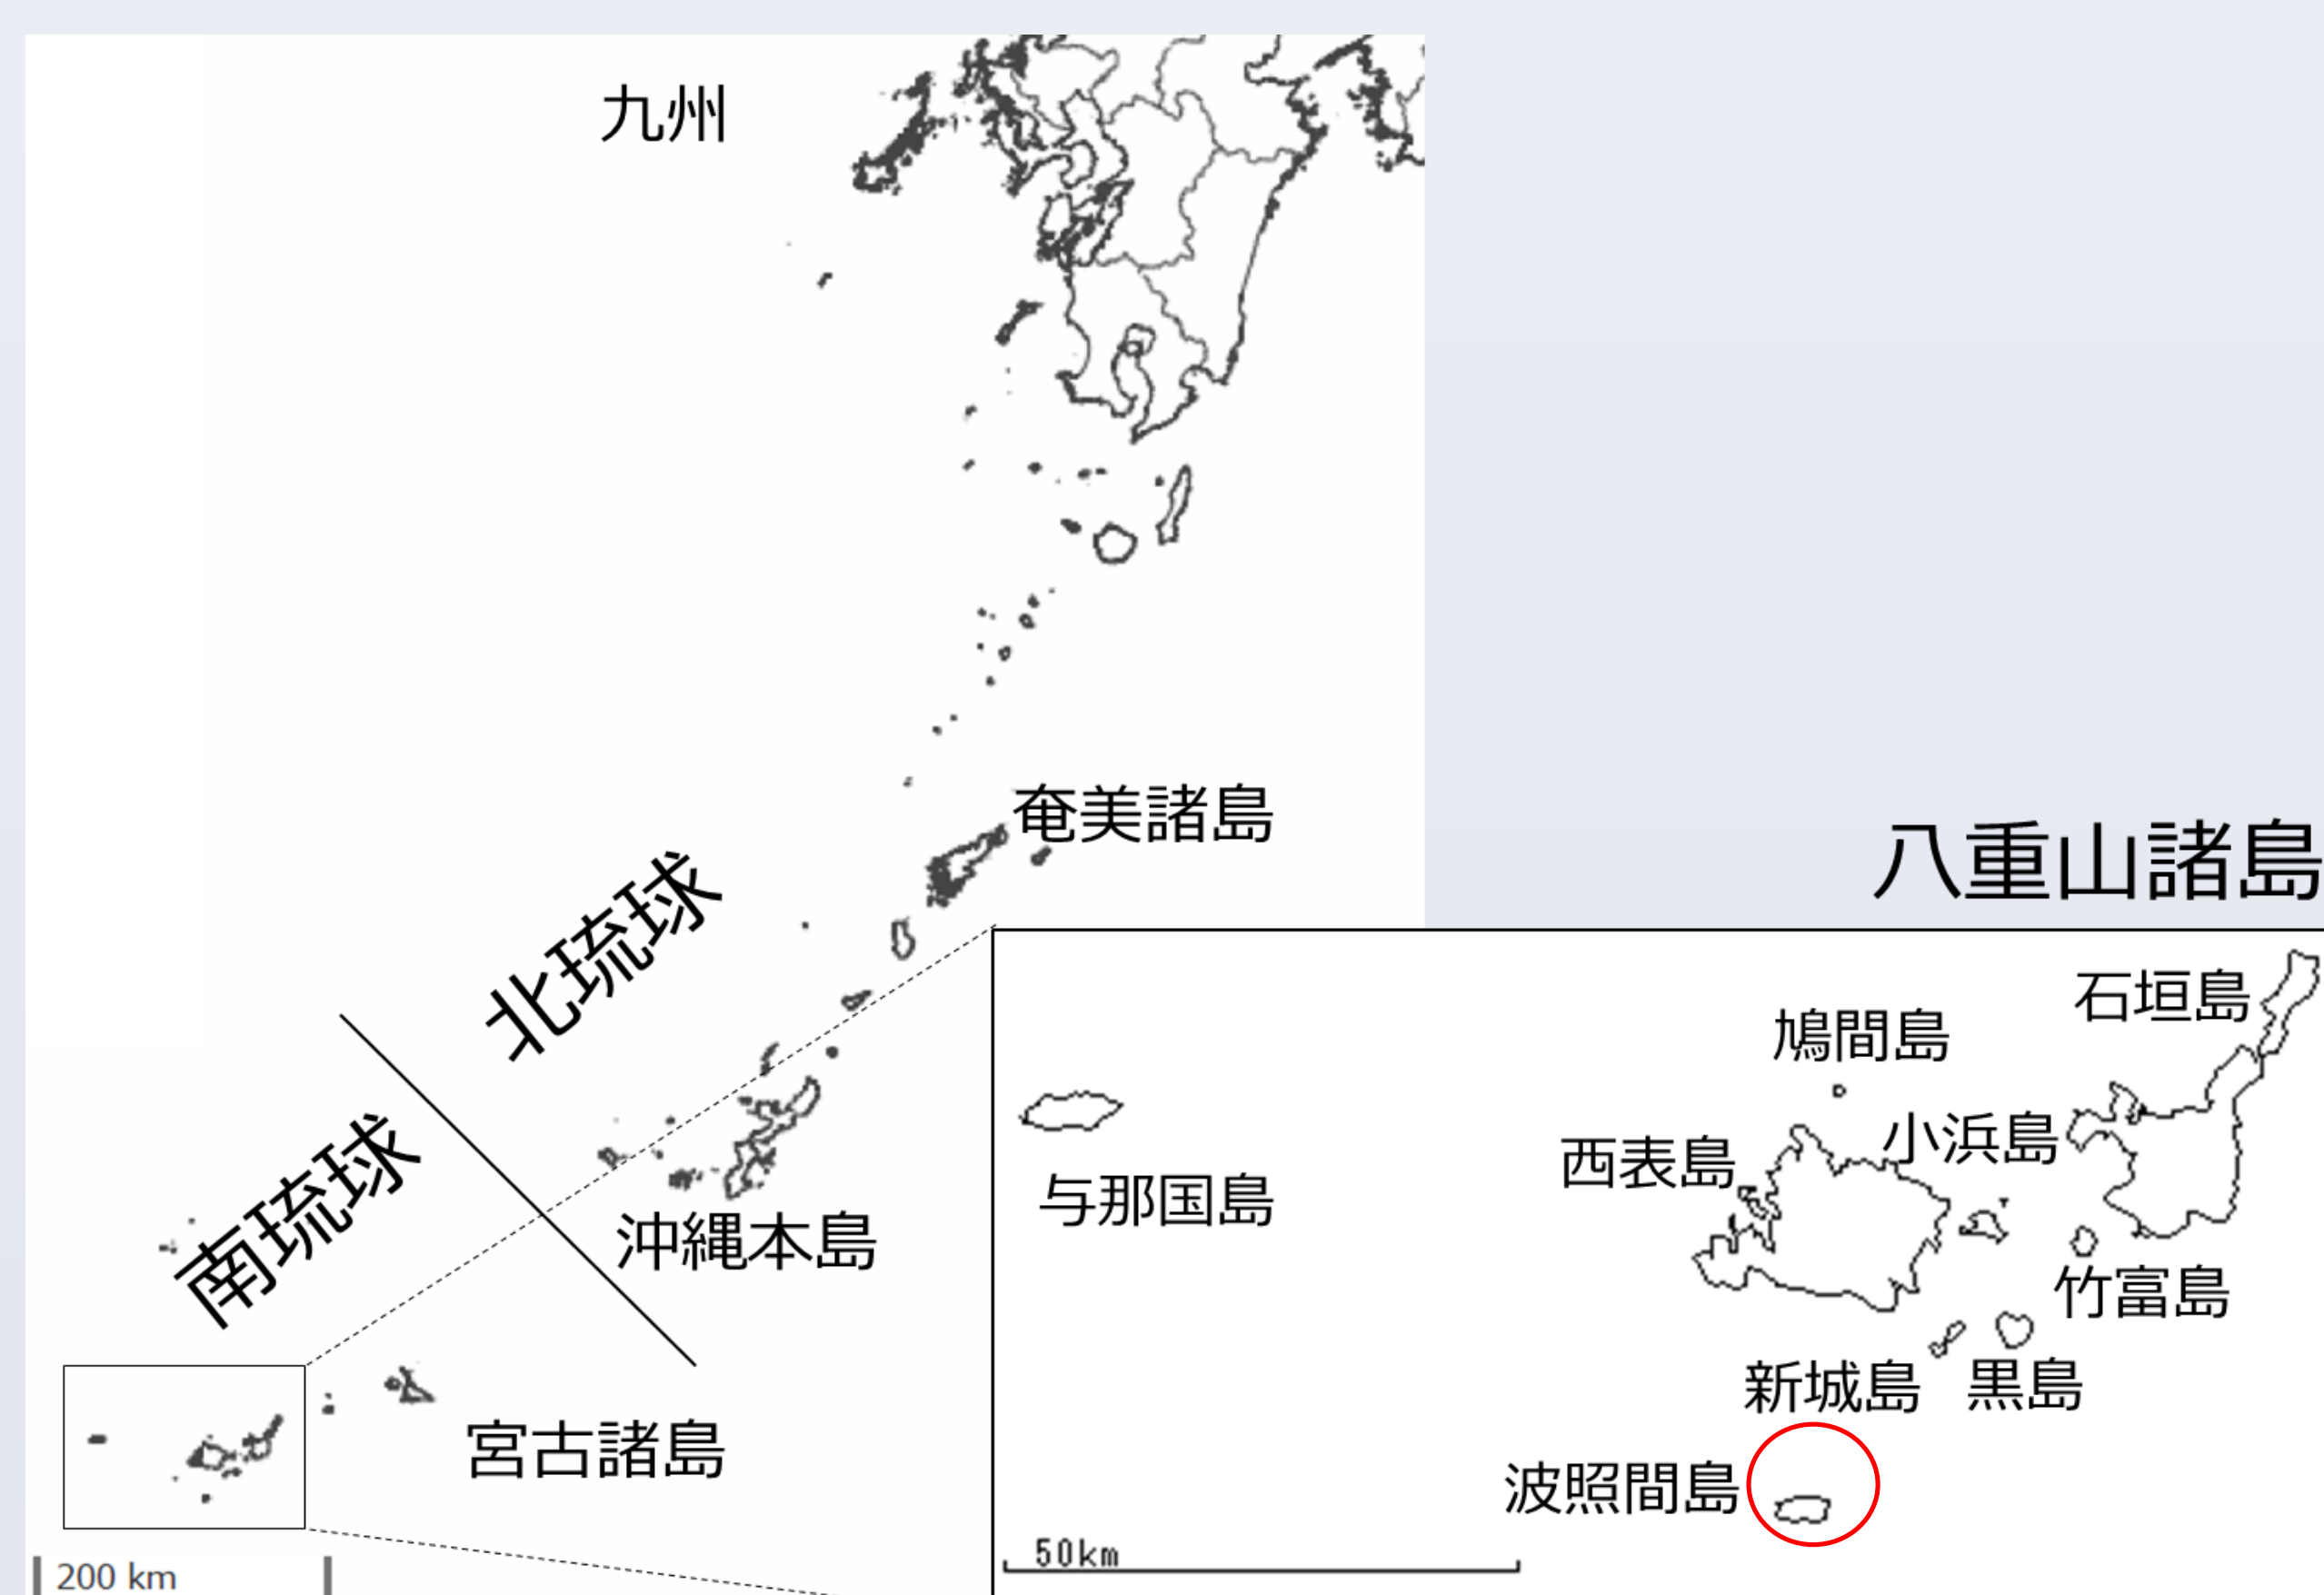 九州
奄美諸島
北琉球
八重山諸島
石垣島
鳩間島
小浜島
西表島
与那国島
南琉球
沖縄本島
竹富島
新城島
黒島
宮古諸島
波照間島
50km
200 km